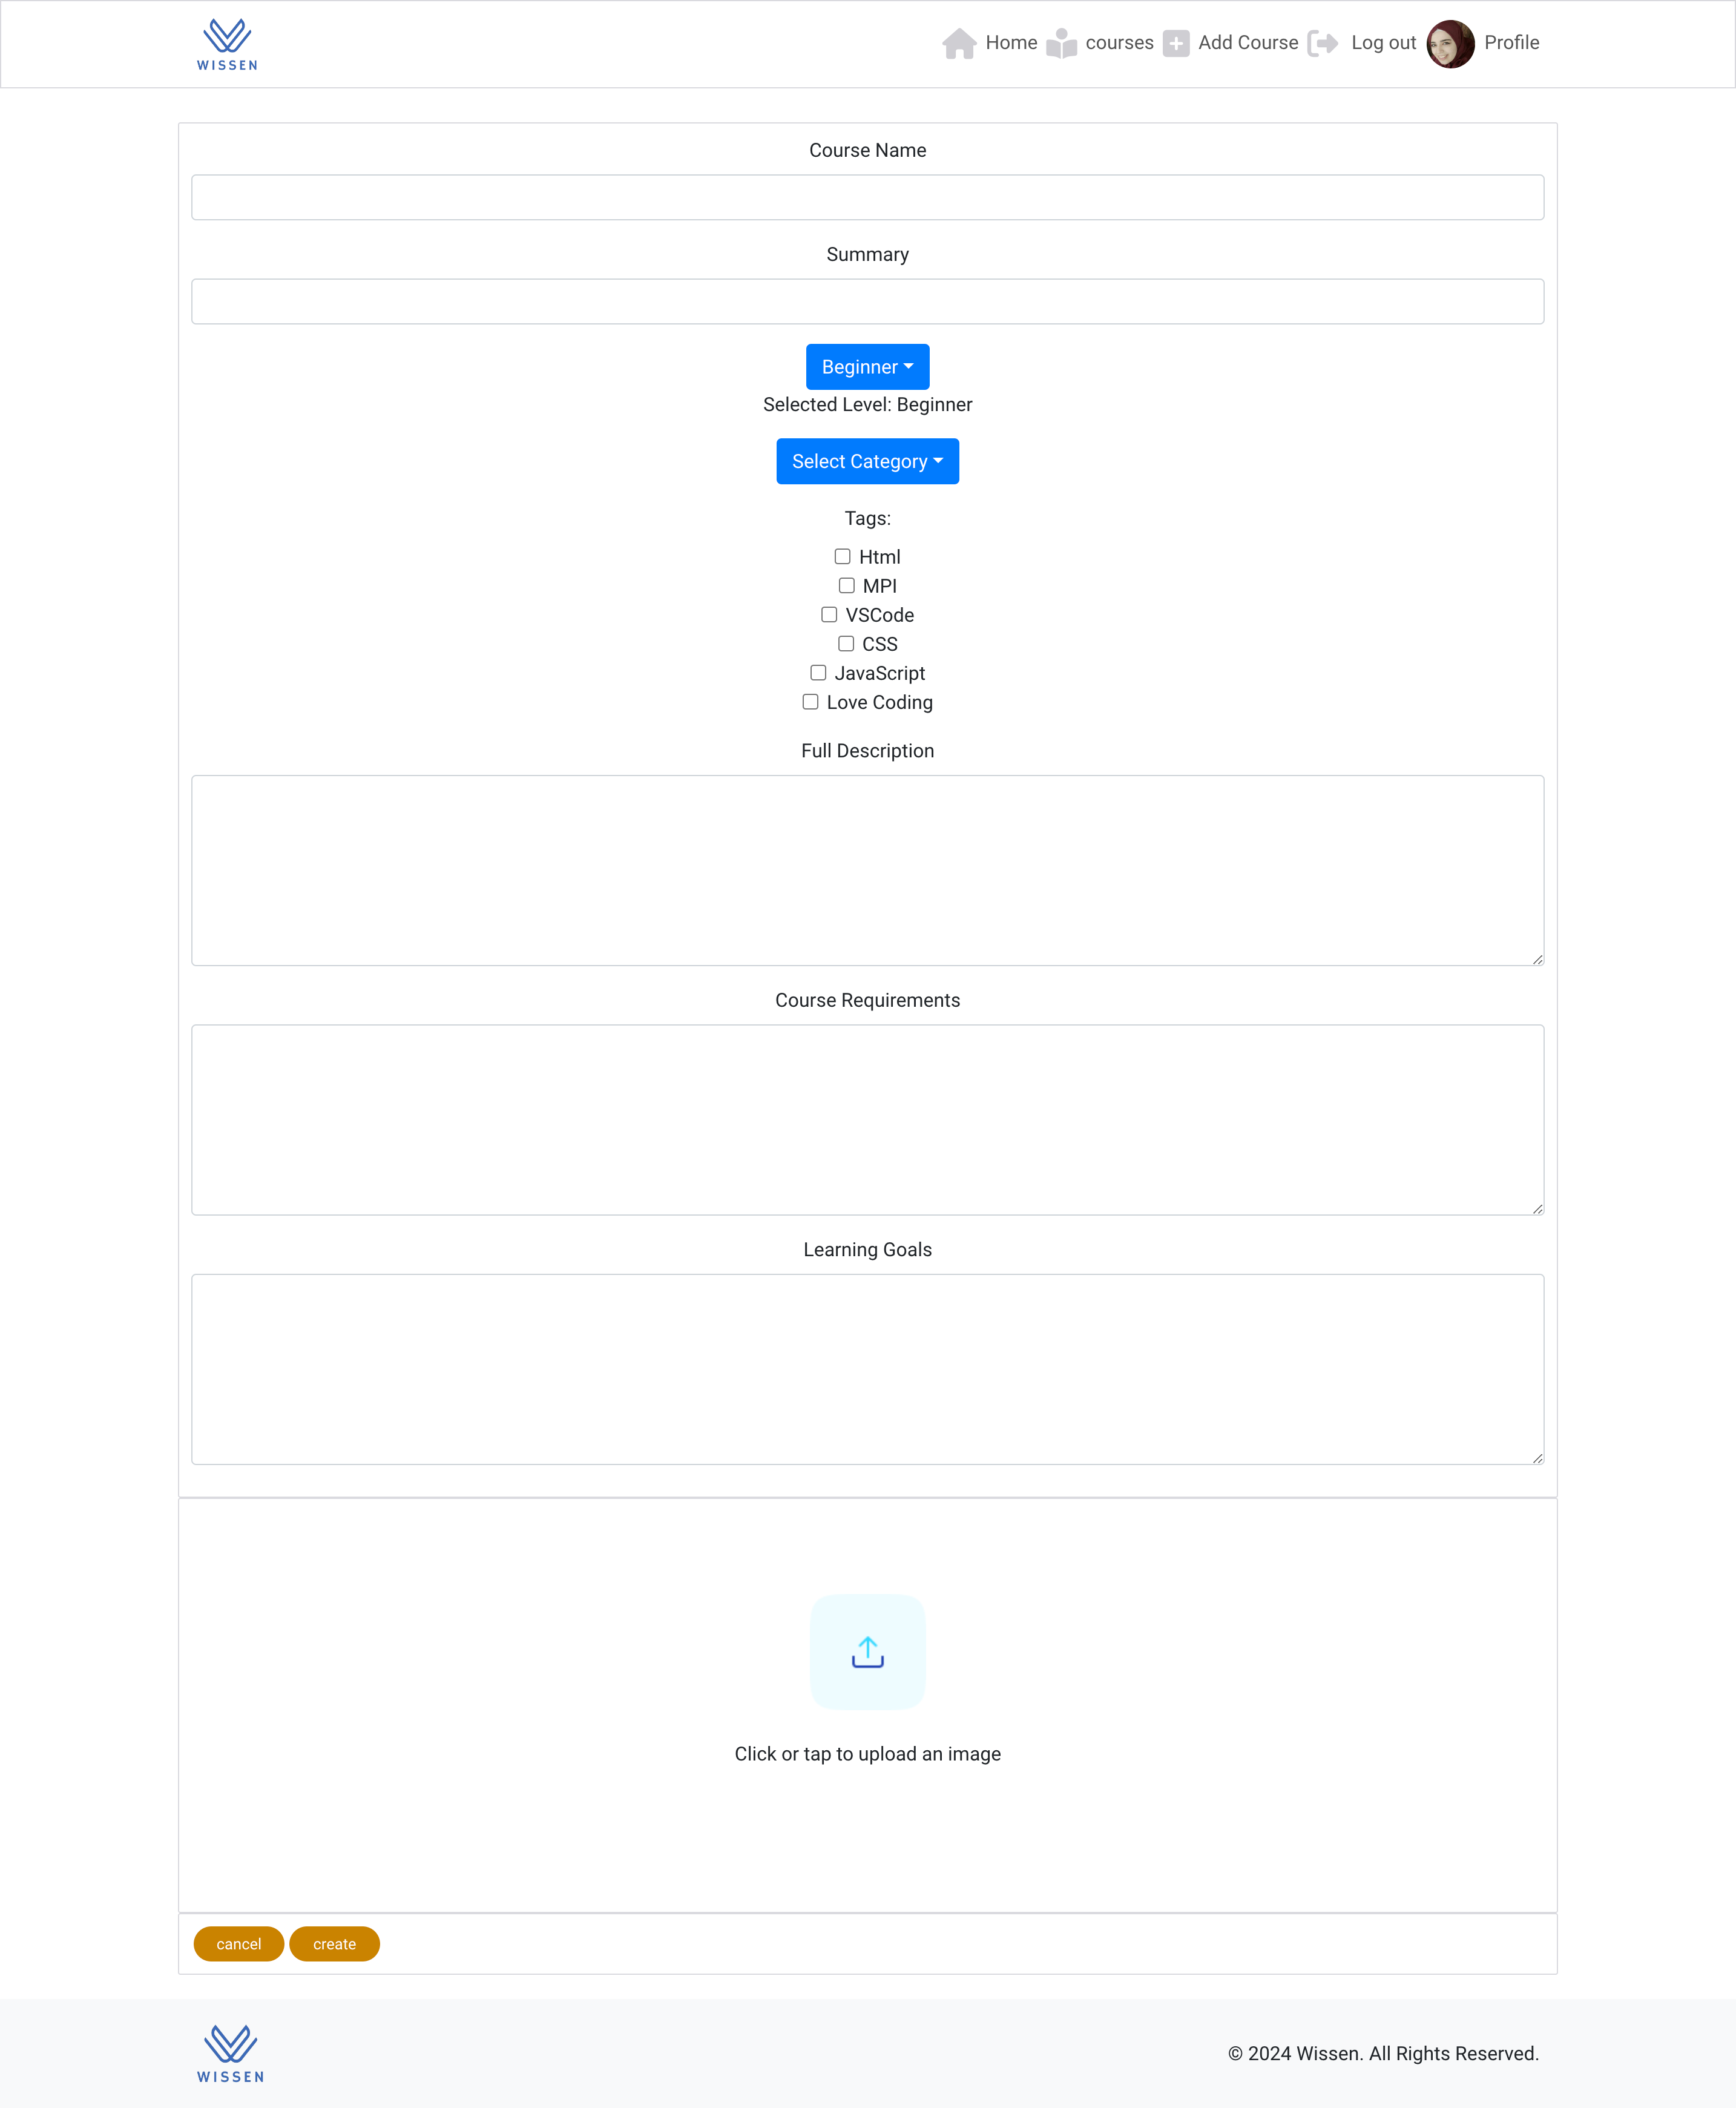 WISSEN
Home courses Add Course Log out Profile
Course Name
Summary
Beginner
Selected Level: Beginner
Select Category
Tags:
Html
MPI
VSCode
CSS
JavaScript
Love Coding
Full Description
Course Requirements
Learning Goals
Click or tap to upload an image
cancel create
WISSEN
© 2024 Wissen. All Rights Reserved.